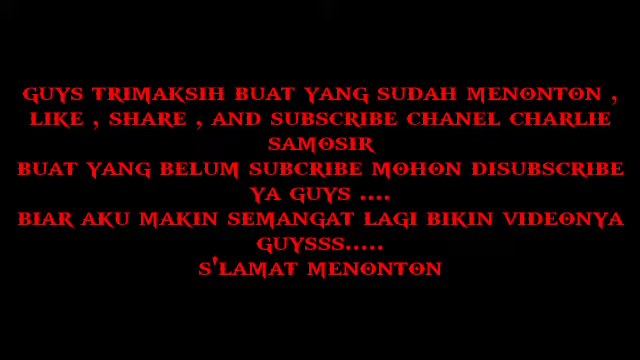 GUYS TRIMAKSIH BUAT YANG SUDAH MENONTON ,
LIKE , SHARE , AND SUBSCRIBE CHANEL CHARLIE
SAMOSIR
BUAT YANG BELUM SUBCRIBE MOHON DISUBSCRIBE
YA GUYS ....
BIAR AKU MAKIN SEMANGAT LAGI BIKIN VIDEONYA
GUYSSS.....
S'LAMAT MENONTON